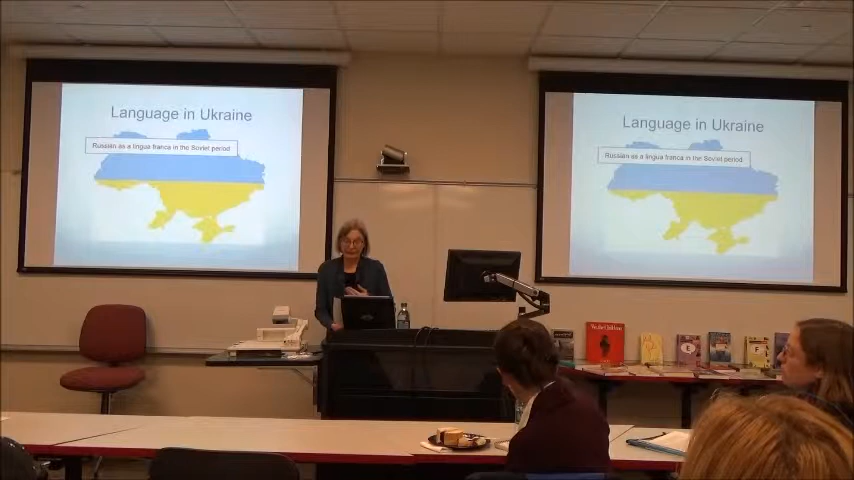 Language in Ukraine
Russian as a lingua franca in the Soviet period
Language in Ukraine
Russian as a lingua franca in the Soviet period